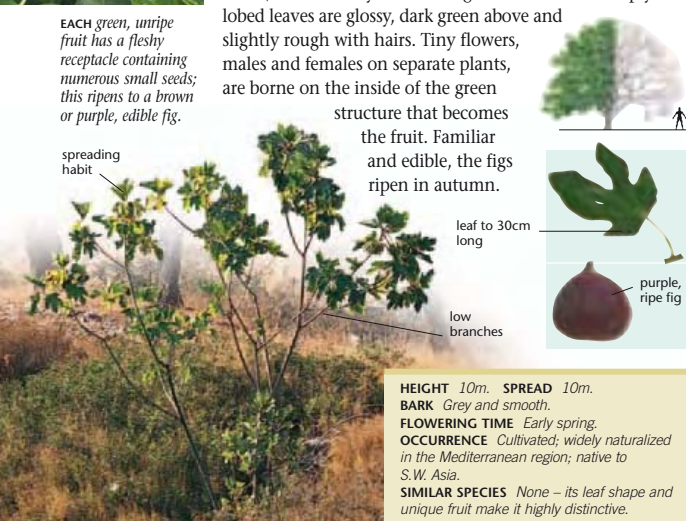 EACH green, unripe
fruit has a fleshy
receptacle containing
numerous small seeds;
this ripens to a brown
or purple, edible fig.
lobed leaves are glossy, dark green above and
slightly rough with hairs. Tiny flowers,
males and females on separate plants,
are borne on the inside of the green
structure that becomes
the fruit. Familiar
and edible, the figs
ripen in autumn.
spreading
habit
leaf to 30cm
long
purple,
ripe fig
low
branches
HEIGHT 10m. SPREAD 10m.
BARK Grey and smooth.
FLOWERING TIME Early spring.
OCCURRENCE Cultivated; widely naturalized
in the Mediterranean region; native to
S.W. Asia.
SIMILAR SPECIES None – its leaf shape and
unique fruit make it highly distinctive.